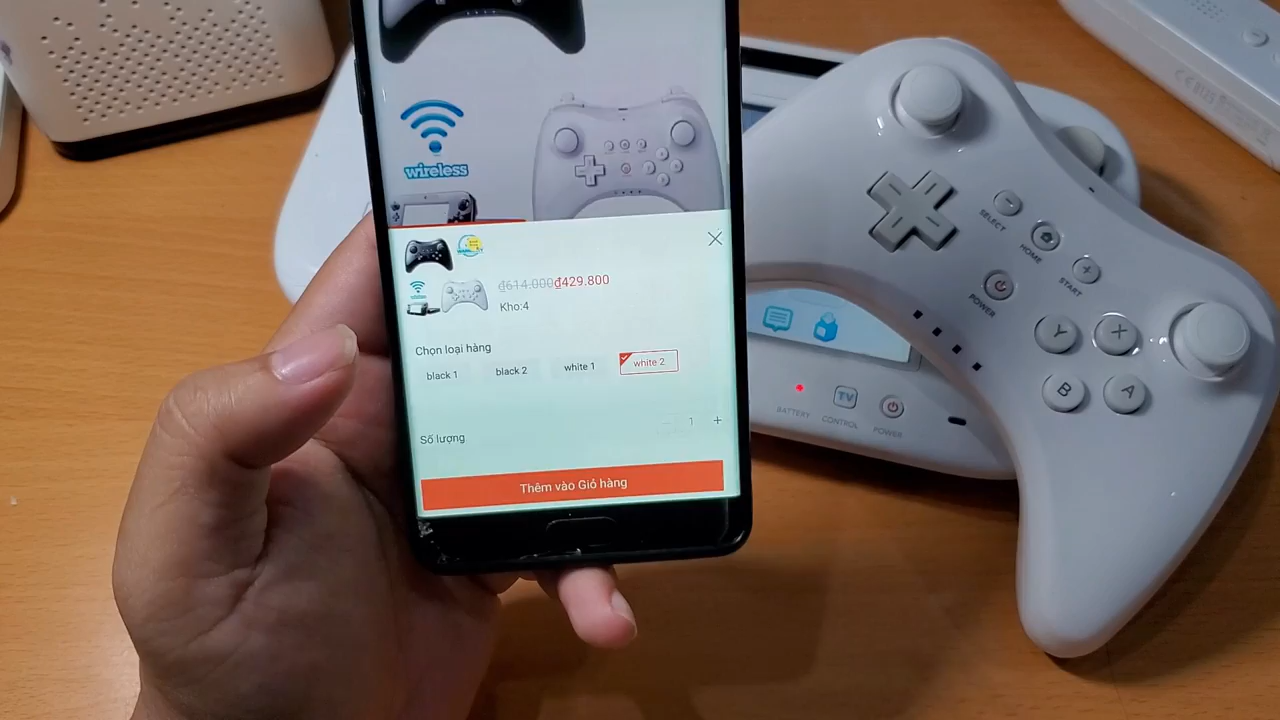 wireless
₫614.000₫429.800
Kho:4
Chọn loại hàng
black 1
black 2
white 1
white 2
Số lượng
1
Thêm vào Giỏ hàng
SELECT
HOME
START
POWER
Y
X
B
A
BATTERY
TV
CONTROL
POWER